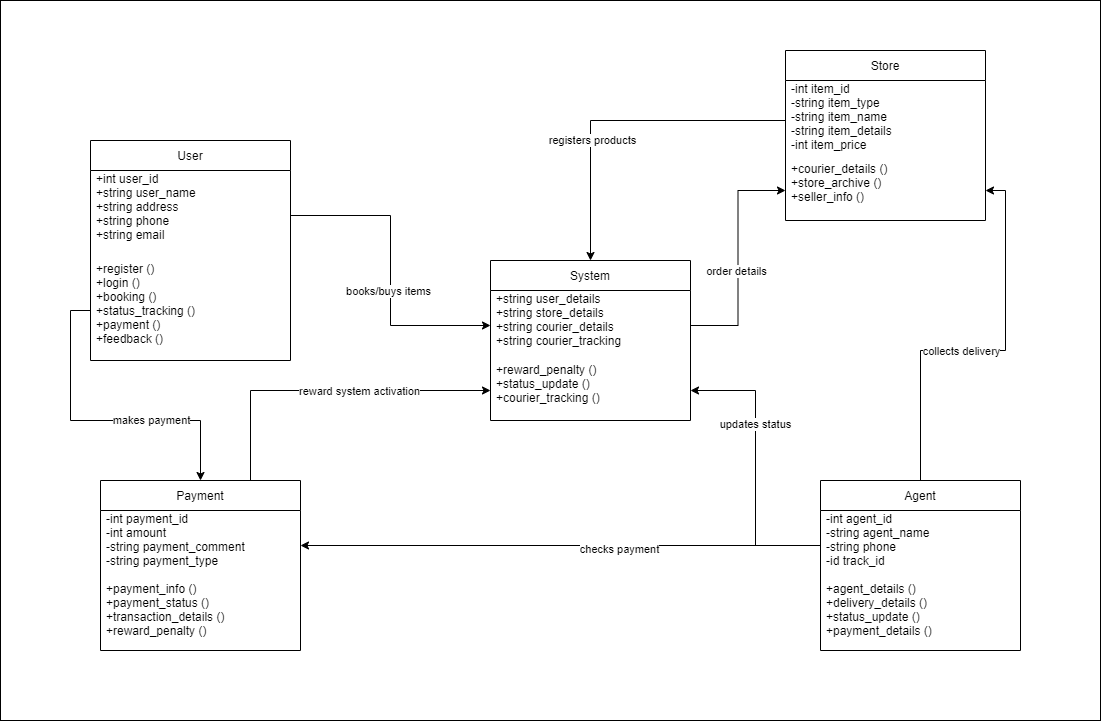 Store
-int item_id
-string item_type
-string item_name
-string item_details
-int item_price
+courier_details ()
+store_archive ()
+seller_info ()
registers products
User
+int user_id
+string user_name
+string address
+string phone
+string email
+register ()
+login ()
+booking ()
+status_tracking ()
+payment ()
+feedback ()
books/buys items
System
+string user_details
+string store_details
+string courier_details
+string courier_tracking
+reward_penalty ()
+status_update ()
+courier_tracking ()
order details
collects delivery
reward system activation
makes payment
updates status
Payment
-int payment_id
-int amount
-string payment_comment
-string payment_type
+payment_info ()
+payment_status ()
+transaction_details ()
+reward_penalty ()
checks payment
Agent
-int agent_id
-string agent_name
-string phone
-id track_id
+agent_details ()
+delivery_details ()
+status_update ()
+payment_details ()